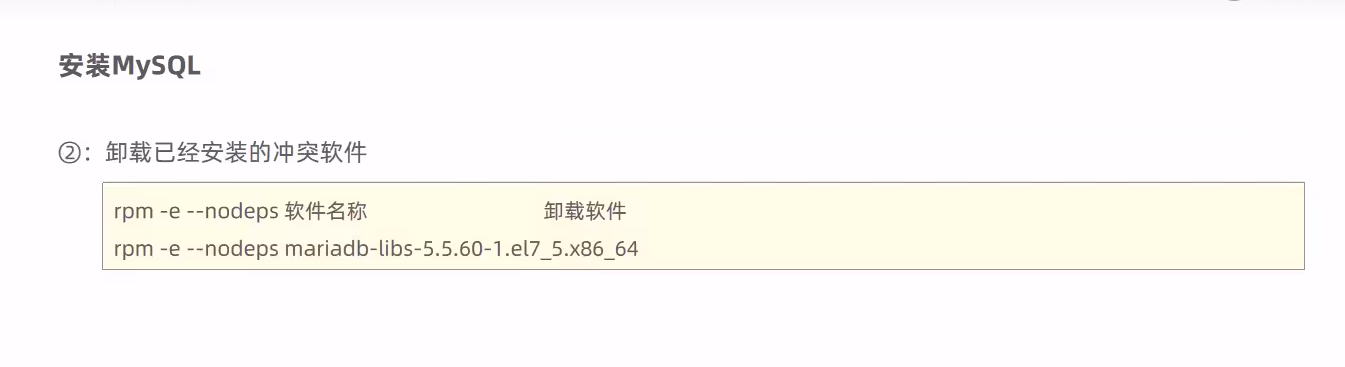 安装MySQL
②：卸载已经安装的冲突软件
rpm -e --nodeps 软件名称 卸载软件
rpm -e --nodeps mariadb-libs-5.5.60-1.el7_5.x86_64